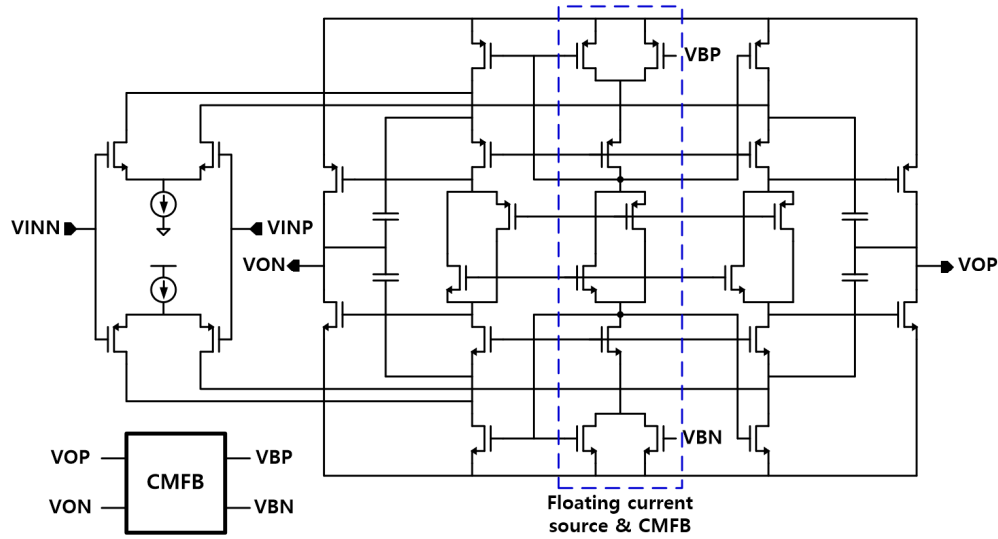 VBP
VINN
VINP
VON
VOP
VBN
VOP
VBP
CMFB
VON
VBN
Floating current
source & CMFB